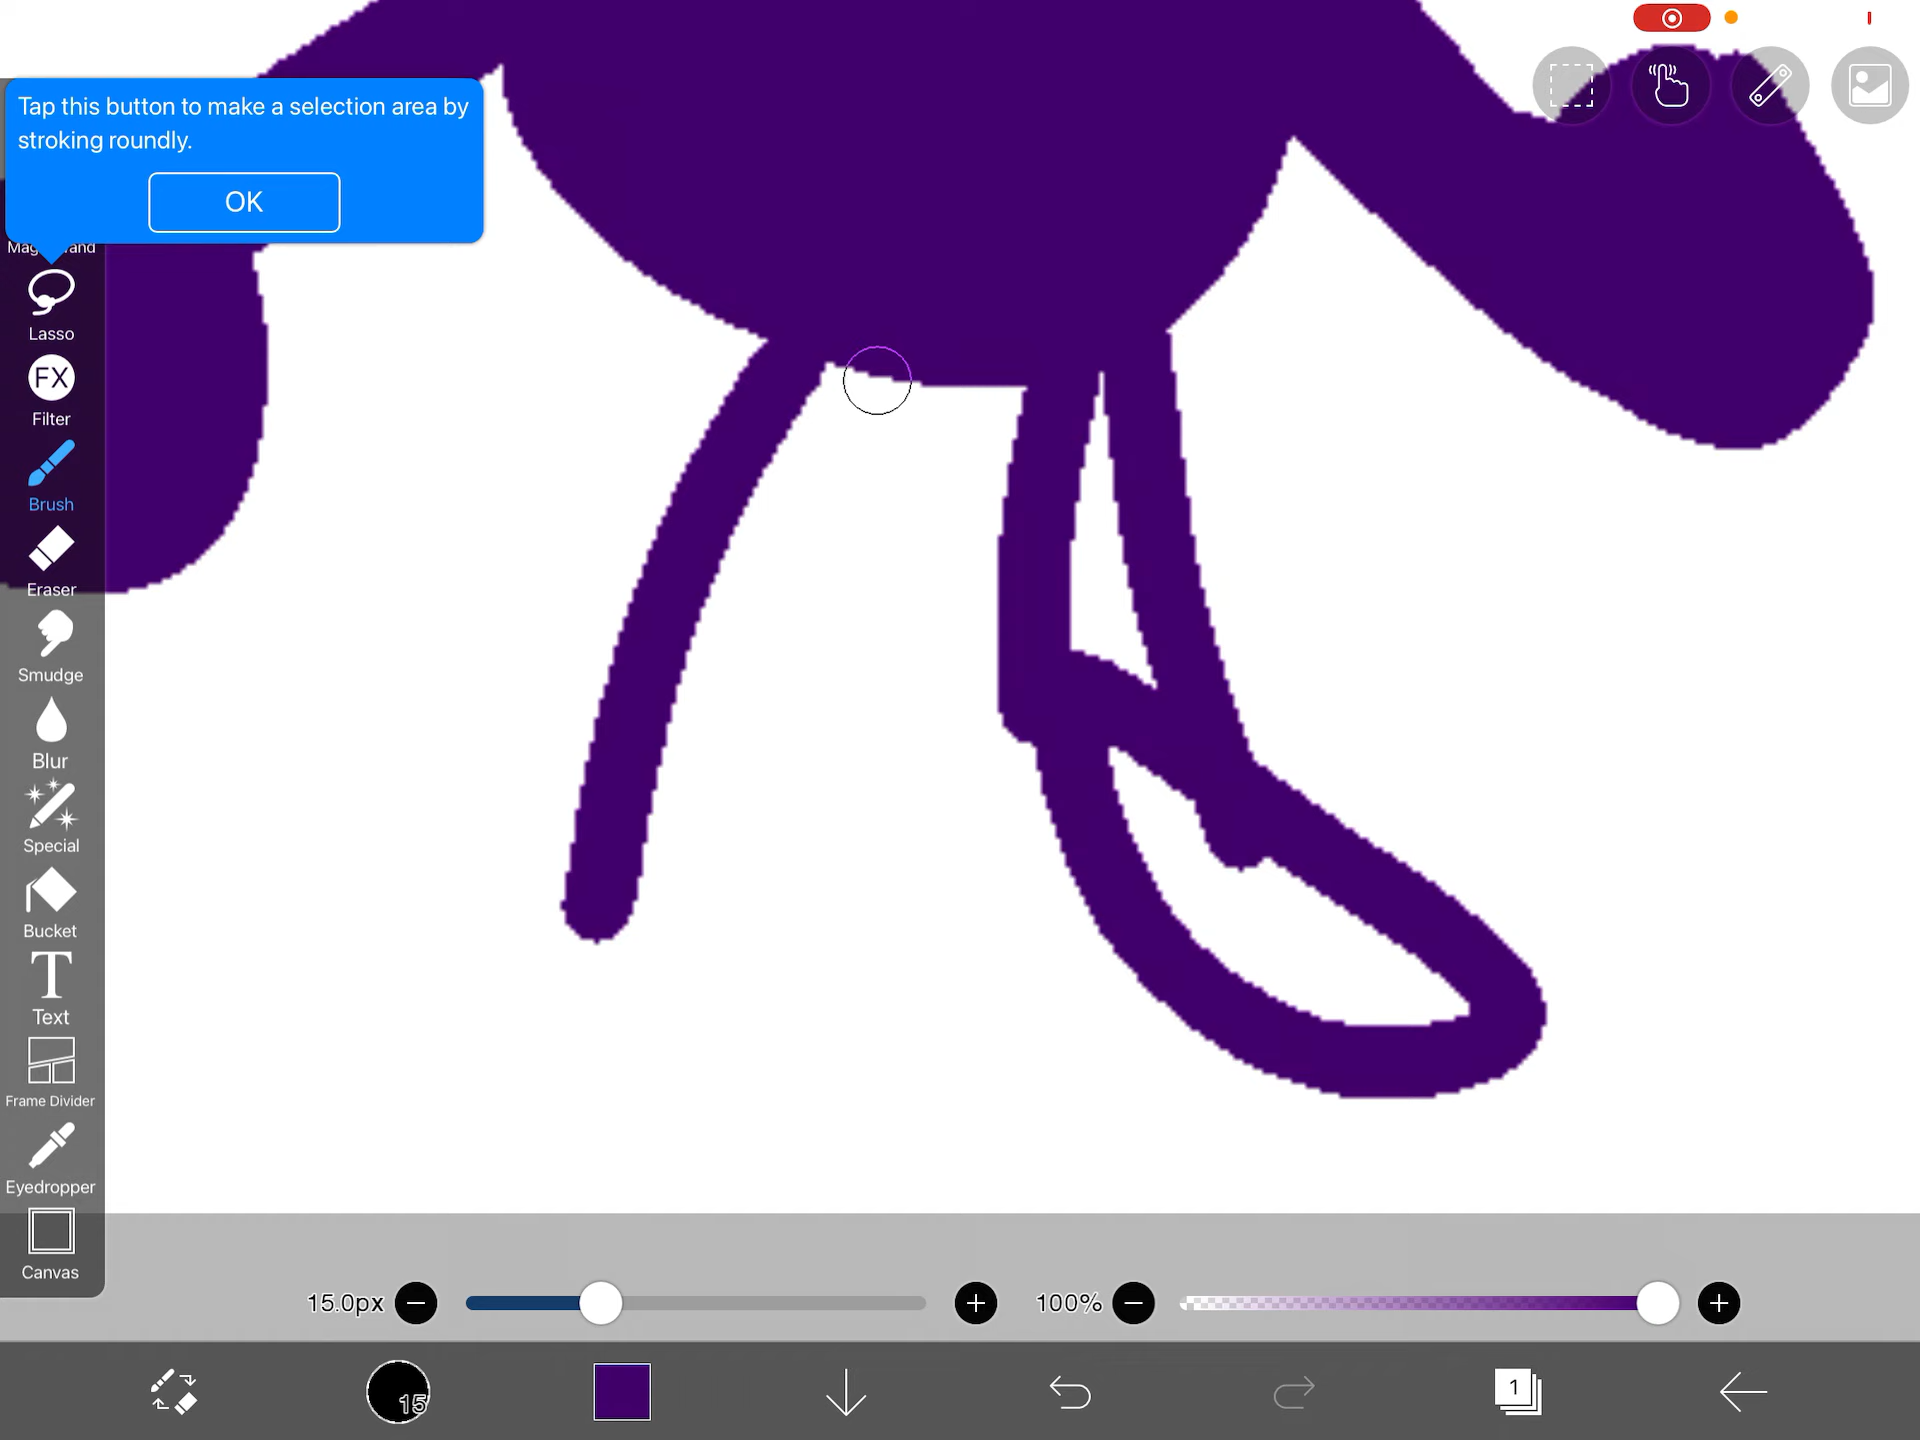 Tap this button to make a selection area by
stroking roundly.
OK
Lasso
FX
Filter
Brush
Eraser
Smudge
Blur
Special
Bucket
T
Text
Frame Divider
Eyedropper
Canvas
15.0px
100%
15
1